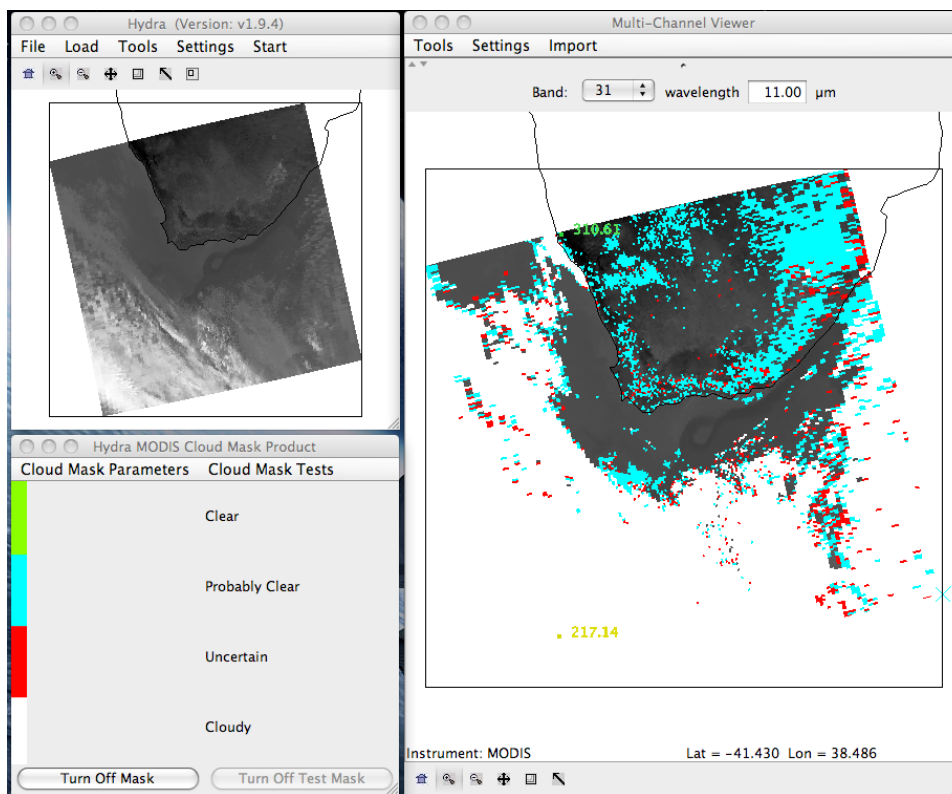 Hydra (Version: v1.9.4)
File Load Tools Settings Start
Hydra MODIS Cloud Mask Product
Cloud Mask Parameters Cloud Mask Tests
Clear
Probably Clear
Uncertain
Cloudy
Turn Off Mask Turn Off Test Mask
Multi-Channel Viewer
Tools Settings Import
Band: 31 wavelength 11.00 μm
310.61
217.14
Instrument: MODIS Lat = -41.430 Lon = 38.486